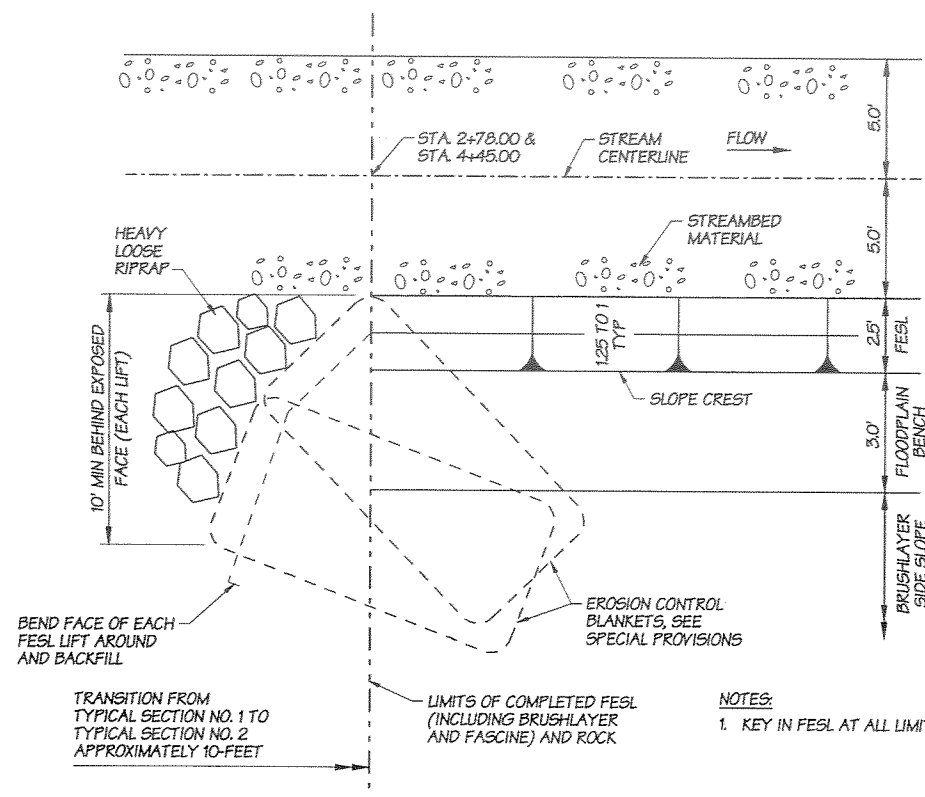 STA. 2+78.00 &
STA. 4+45.00
STREAM
CENTERLINE
FLOW
5.0'
HEAVY
LOOSE
RIPRAP
STREAMBED
MATERIAL
5.0'
10' MIN BEHIND EXPOSED
FACE (EACH LIFT)
1.25 TO 1
TYP
2.5'
FESL
SLOPE CREST
3.0'
FLOODPLAIN
BENCH
BRUSHLAYER
SIDE SLOPE
BEND FACE OF EACH
FESL LIFT AROUND
AND BACKFILL
EROSION CONTROL
BLANKETS, SEE
SPECIAL PROVISIONS
TRANSITION FROM
TYPICAL SECTION NO. 1 TO
TYPICAL SECTION NO. 2
APPROXIMATELY 10-FEET
LIMITS OF COMPLETED FESL
(INCLUDING BRUSHLAYER
AND FASCINE) AND ROCK
NOTES:
1. KEY IN FESL AT ALL LIMI